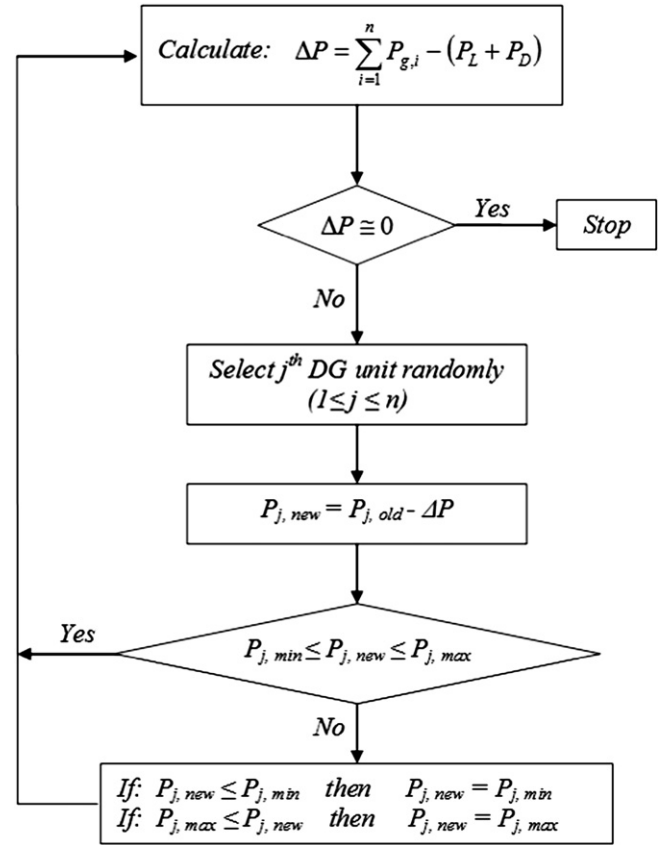 Calculate: ΔP = \sum_{i=1}^{n} P_{g,i} − (P_L + P_D)
ΔP ≅ 0
Yes
Stop
No
Select j^{th} DG unit randomly
(1≤j ≤ n)
P_{j, new} = P_{j, old} - ΔP
Yes
P_{j, min} ≤ P_{j, new} ≤ P_{j, max}
No
If: P_{j, new} ≤ P_{j, min} then P_{j, new} = P_{j, min}
If: P_{j, max} ≤ P_{j, new} then P_{j, new} = P_{j, max}